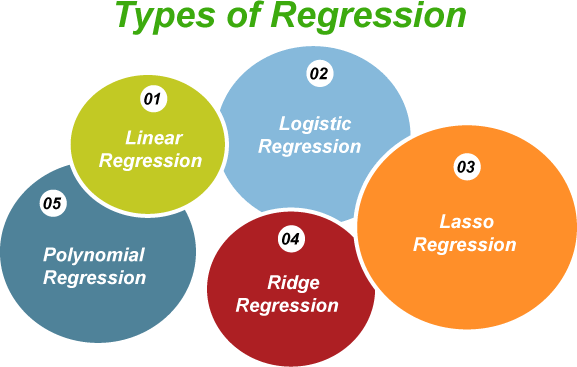 Types of Regression
01
Linear
Regression
02
Logistic
Regression
03
Lasso
Regression
04
Ridge
Regression
05
Polynomial
Regression